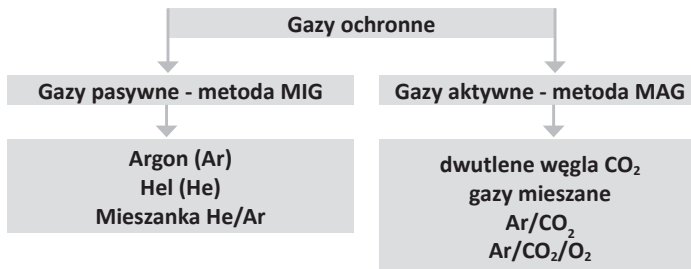 Gazy ochronne
Gazy pasywne - metoda MIG
Argon (Ar)
Hel (He)
Mieszanka He/Ar
Gazy aktywne - metoda MAG
dwutlene węgla CO₂
gazy mieszane
Ar/CO₂
Ar/CO₂/O₂